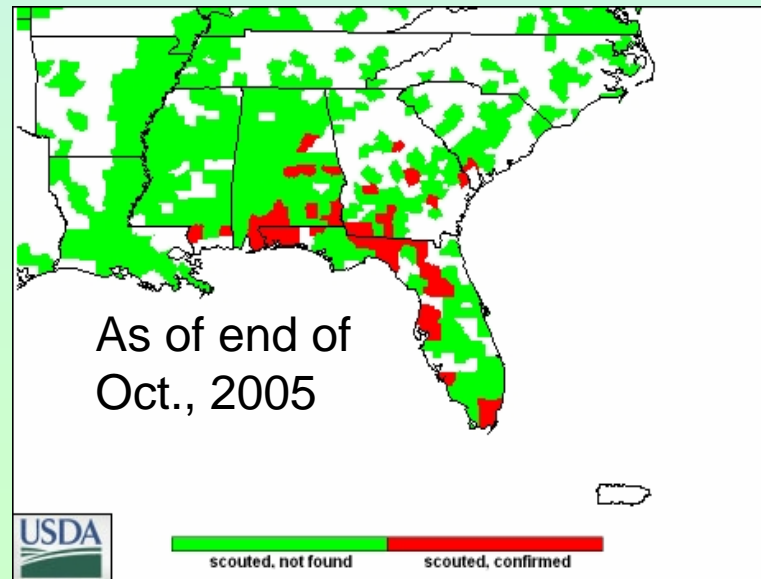 As of end of
Oct., 2005
USDA
scouted, not found scouted, confirmed